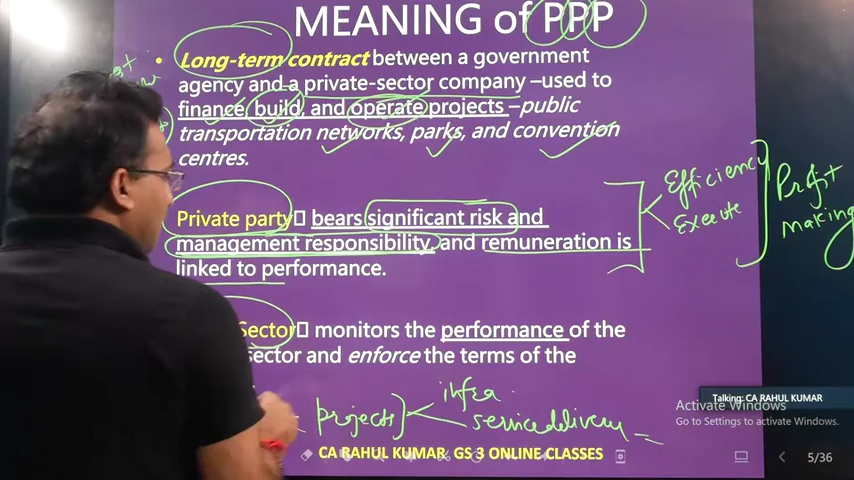 MEANING of PPP
• Long-term contract between a government
agency and a private-sector company –used to
finance, build, and operate projects –public
transportation networks, parks, and convention
centres.
Private party bears significant risk and
management responsibility, and remuneration is
linked to performance.
Efficiency
Execute
Profit
making
Sector monitors the performance of the
sector and enforce the terms of the
projects
infra
service delivery
CA RAHUL KUMAR GS 3 ONLINE CLASSES
Talking: CA RAHUL KUMAR
Activate Windows
Go to Settings to activate Windows.
5/36